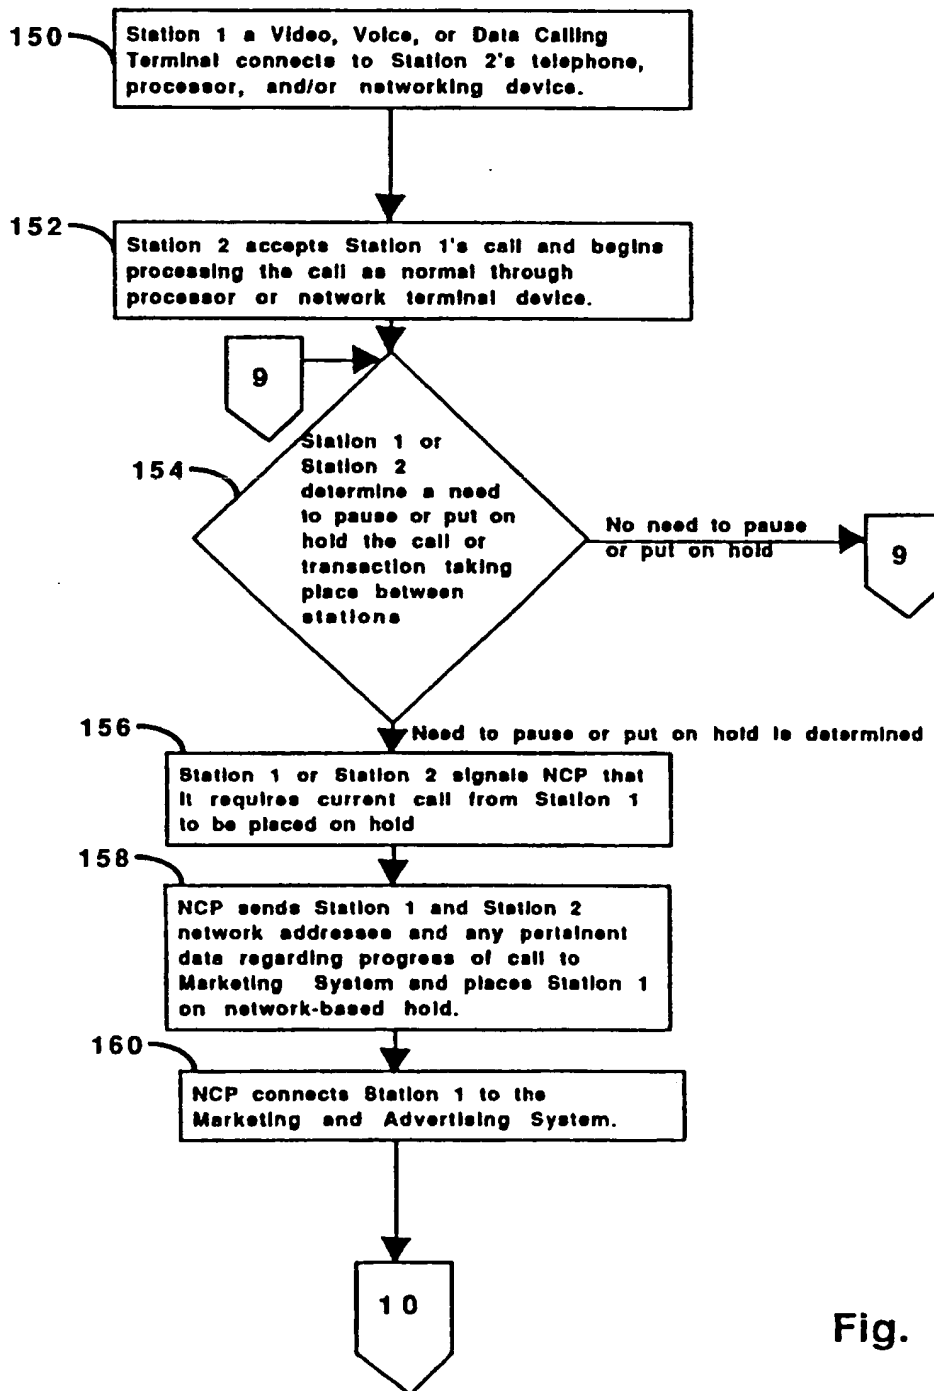 150
Station 1 a Video, Voice, or Data Calling
Terminal connects to Station 2's telephone,
processor, and/or networking device.
152
Station 2 accepts Station 1's call and begins
processing the call as normal through
processor or network terminal device.
9
154
Station 1 or
Station 2
determine a need
to pause or put on
hold the call or
transaction taking
place between
stations
No need to pause
or put on hold
9
156
Need to pause or put on hold is determined
Station 1 or Station 2 signals NCP that
it requires current call from Station 1
to be placed on hold
158
NCP sends Station 1 and Station 2
network addresses and any pertainent
data regarding progress of call to
Marketing System and places Station 1
on network-based hold.
160
NCP connects Station 1 to the
Marketing and Advertising System.
10
Fig.